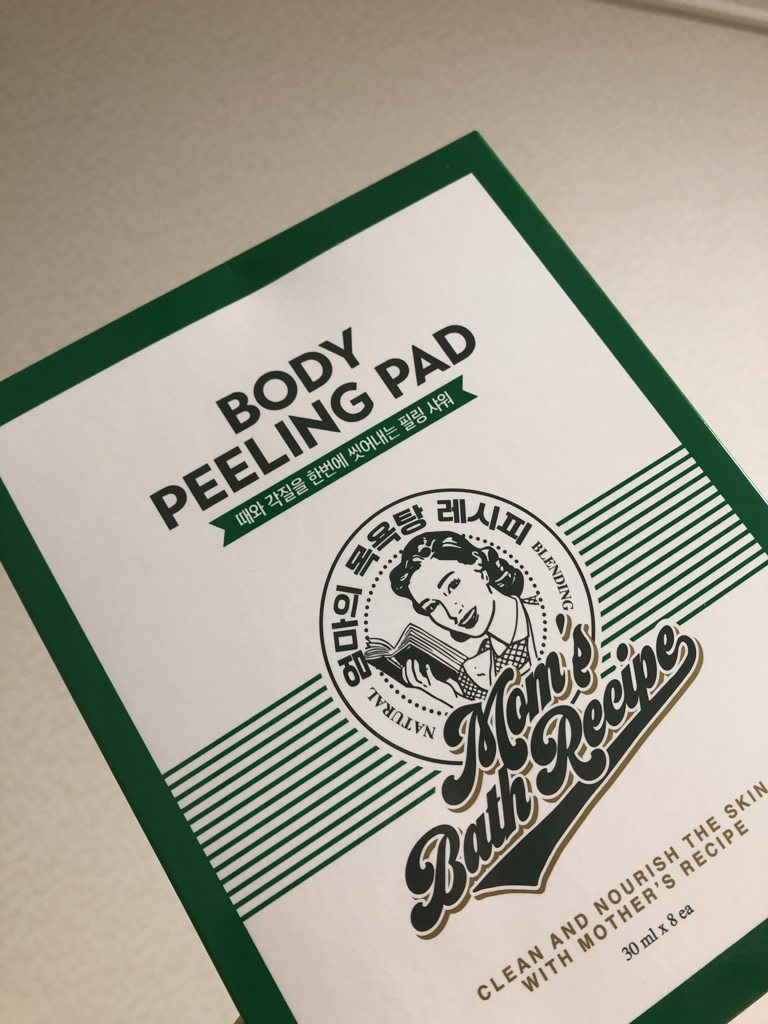 BODY
PEELING PAD
때와 각질을 한번에 씻어내는 필링 샤워
엄마의 목욕탕 레시피
NATURAL
BLENDING
Mom's
Bath Recipe
CLEAN AND NOURISH THE SKIN
WITH MOTHER'S RECIPE
30 ml x 8 ea